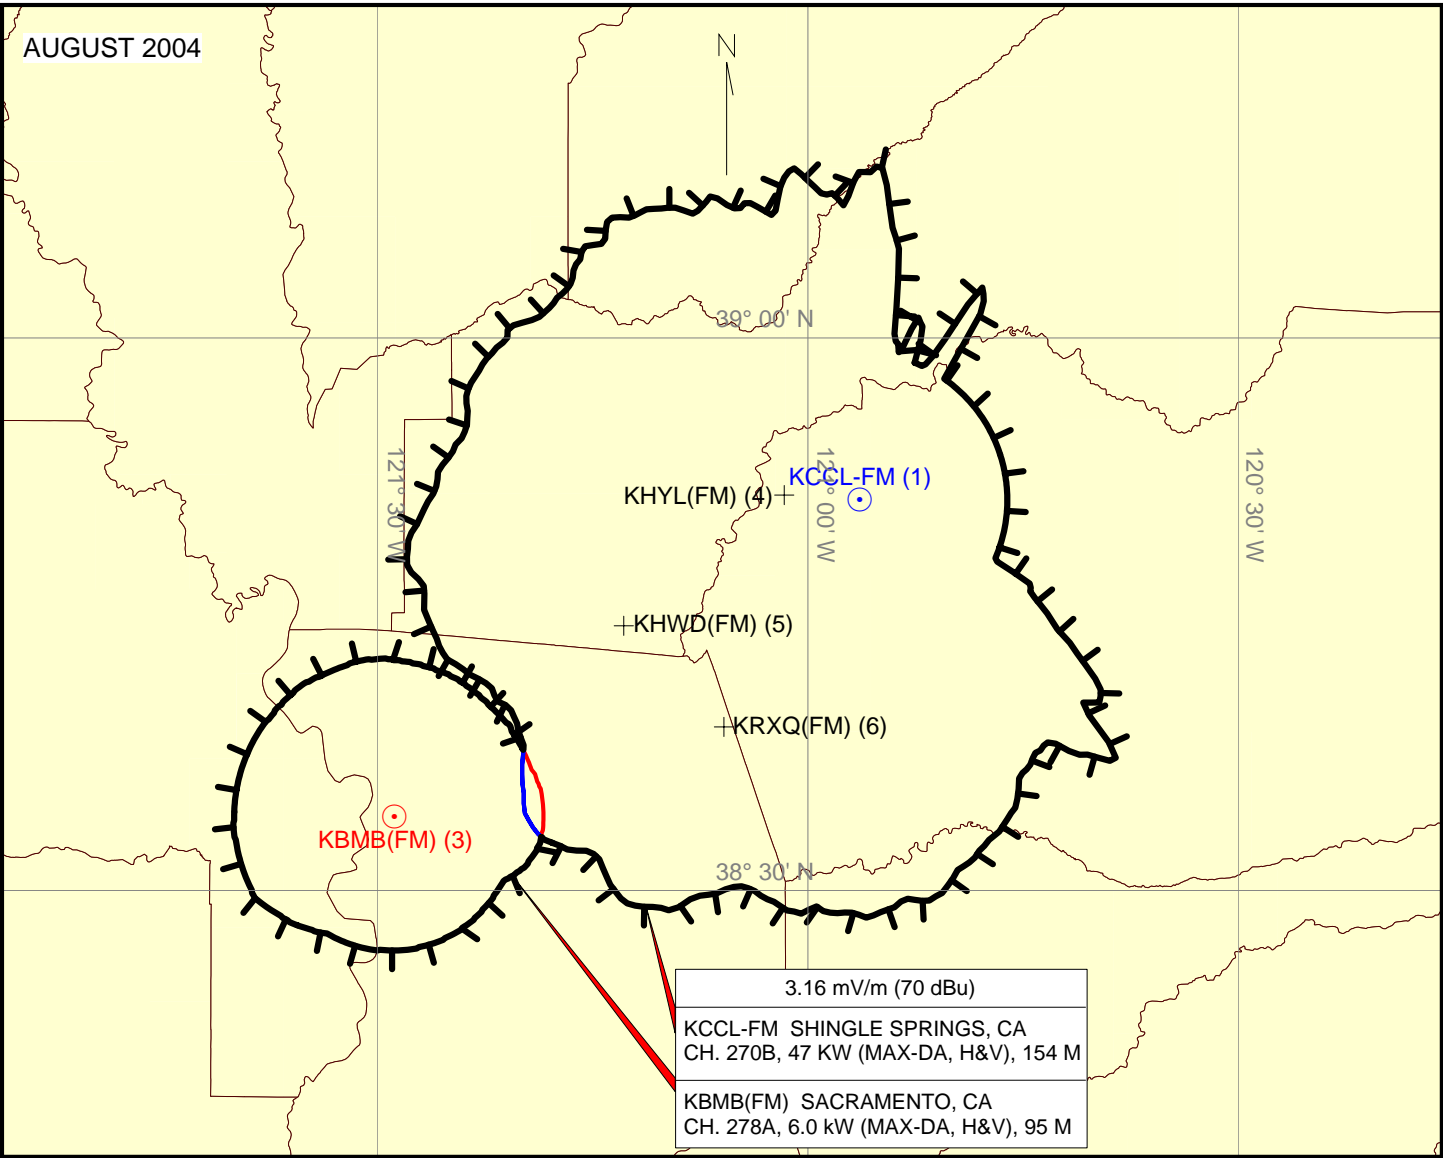 AUGUST 2004
N
39° 00' N
121° 30' W
121° 00' W
120° 30' W
KCCL-FM (1)
KHYL(FM) (4)
KHWD(FM) (5)
KRXQ(FM) (6)
KBMB(FM) (3)
38° 30' N
3.16 mV/m (70 dBu)
KCCL-FM SHINGLE SPRINGS, CA
CH. 270B, 47 KW (MAX-DA, H&V), 154 M
KBMB(FM) SACRAMENTO, CA
CH. 278A, 6.0 kW (MAX-DA, H&V), 95 M